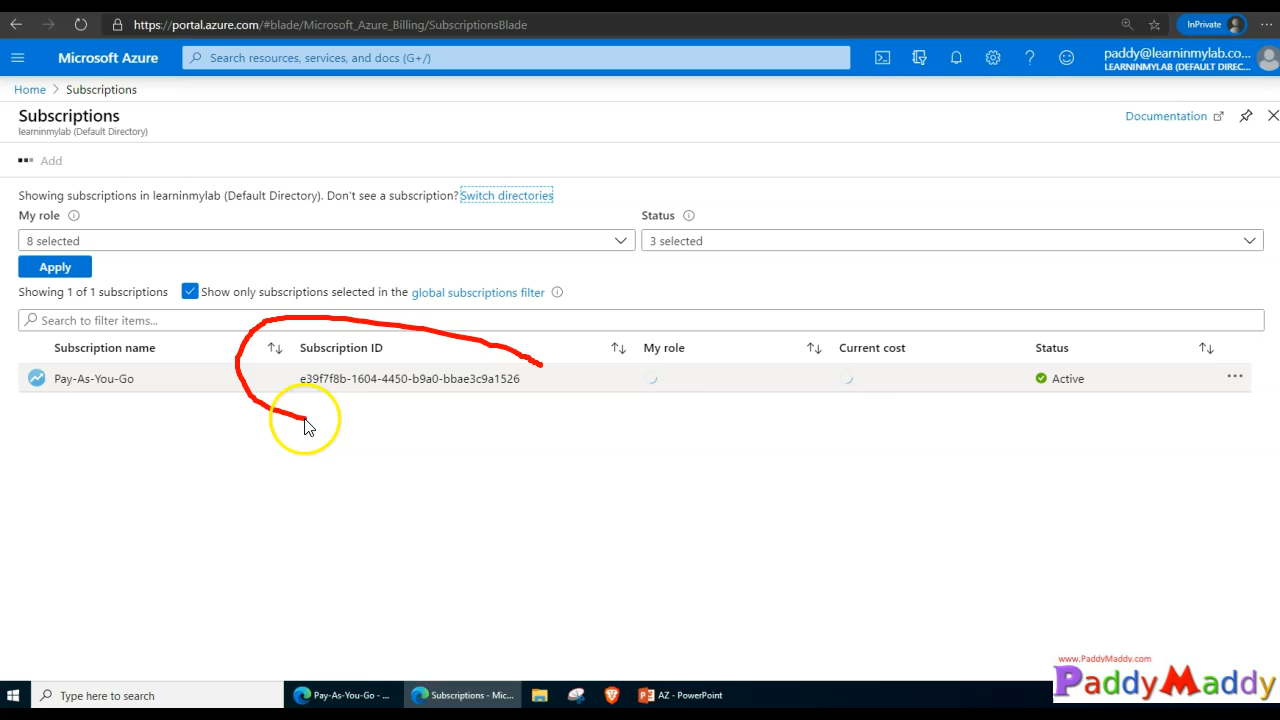 https://portal.azure.com/#blade/Microsoft_Azure_Billing/SubscriptionsBlade
InPrivate
Microsoft Azure
Search resources, services, and docs (G+/)
paddy@learninmylab.co...
LEARNINMYLAB (DEFAULT DIREC...
Home > Subscriptions
Subscriptions
learninmylab (Default Directory)
Documentation
Add
Showing subscriptions in learninmylab (Default Directory). Don't see a subscription? Switch directories
My role
Status
8 selected
3 selected
Apply
Showing 1 of 1 subscriptions
Show only subscriptions selected in the global subscriptions filter
Search to filter items...
Subscription name
Subscription ID
My role
Current cost
Status
Pay-As-You-Go
e39f7f8b-1604-4450-b9a0-bbae3c9a1526
Active
www.PaddyMaddy.com
PaddyMaddy
Type here to search
Pay-As-You-Go - ...
Subscriptions - Mic...
AZ - PowerPoint